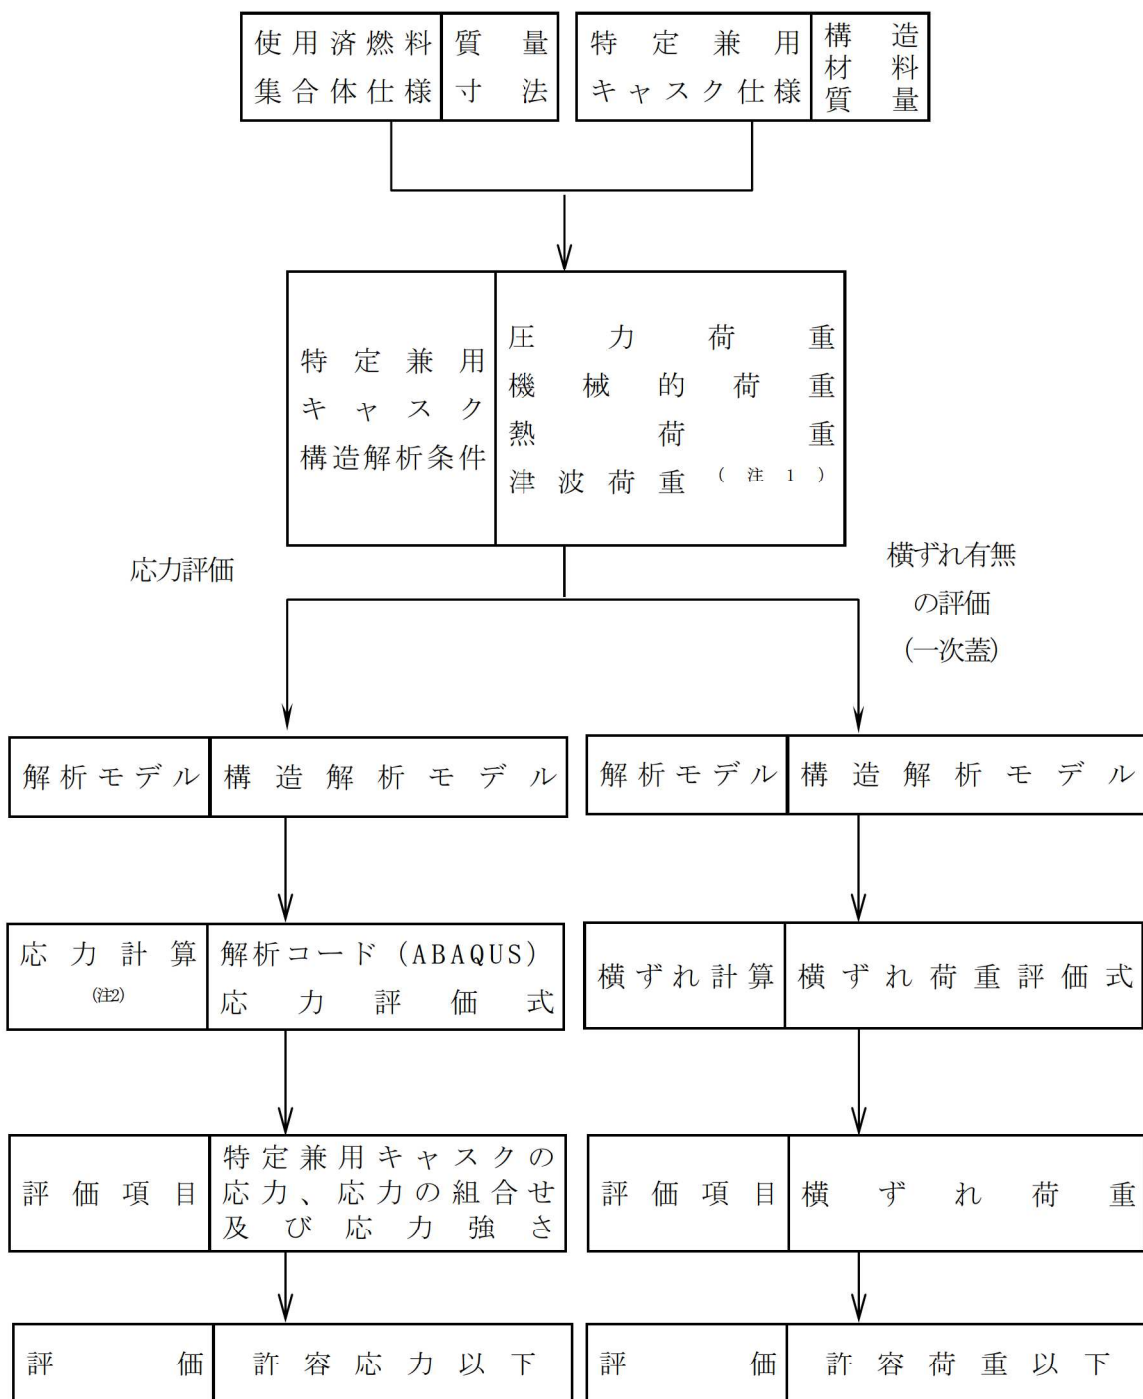 使用済燃料
集合体仕様
質量
寸法
特定兼用
キャスク仕様
構造
材料
質量
特定兼用
キャスク
構造解析条件
圧力荷重
機械的荷重
熱荷重
津波荷重(注1)
応力評価
横ずれ有無
の評価
(一次蓋)
解析モデル
構造解析モデル
解析モデル
構造解析モデル
応力計算
(注2)
解析コード(ABAQUS)
応力評価式
横ずれ計算
横ずれ荷重評価式
評価項目
特定兼用キャスクの
応力、応力の組合せ
及び応力強さ
評価項目
横ずれ荷重
評価
許容応力以下
評価
許容荷重以下